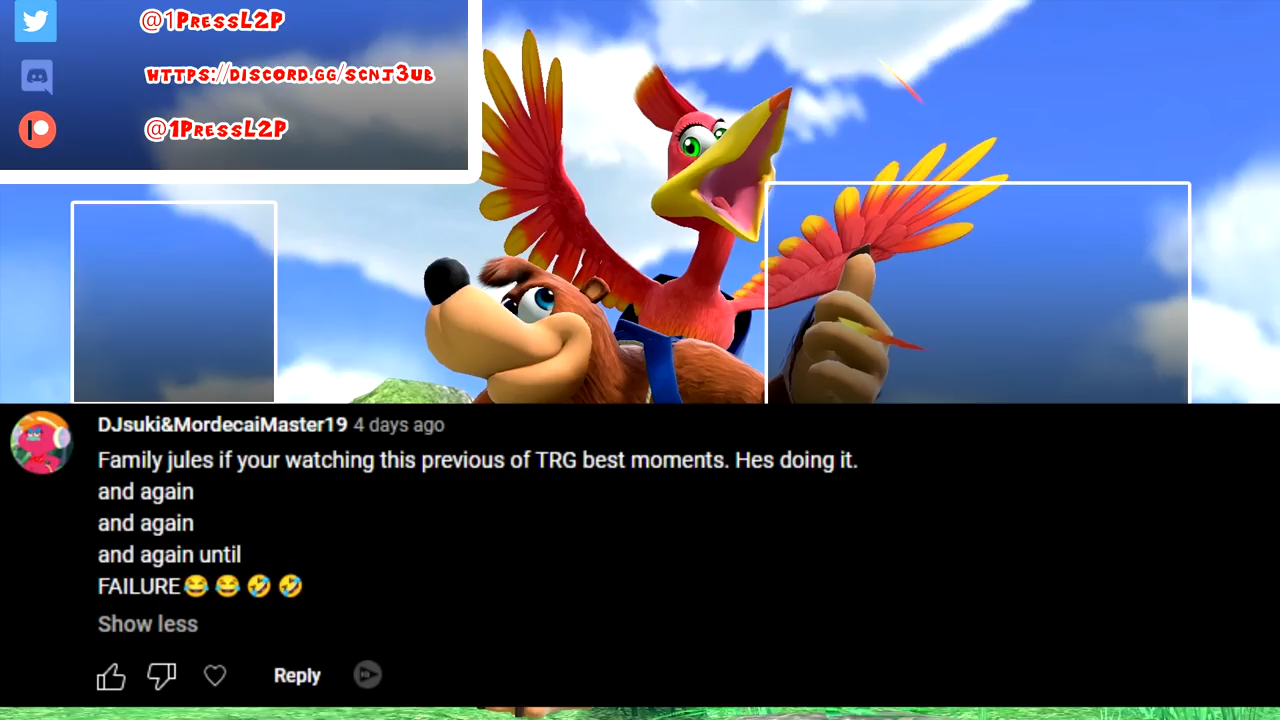 @1PressL2P
https://discord.gg/scnj3ub
@1PressL2P
DJsuki&MordecaiMaster19 4 days ago
Family jules if your watching this previous of TRG best moments. Hes doing it.
and again
and again
and again until
FAILURE😂😂🤣🤣
Show less
Reply